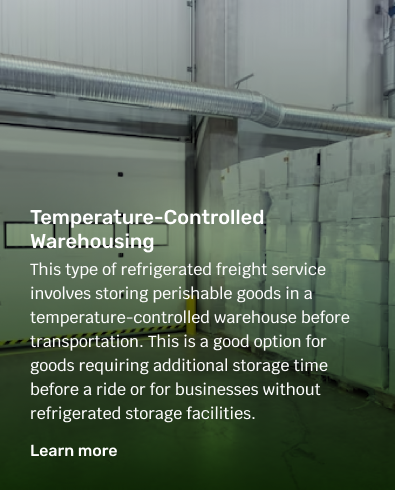 Temperature-Controlled
Warehousing
This type of refrigerated freight service
involves storing perishable goods in a
temperature-controlled warehouse before
transportation. This is a good option for
goods requiring additional storage time
before a ride or for businesses without
refrigerated storage facilities.
Learn more